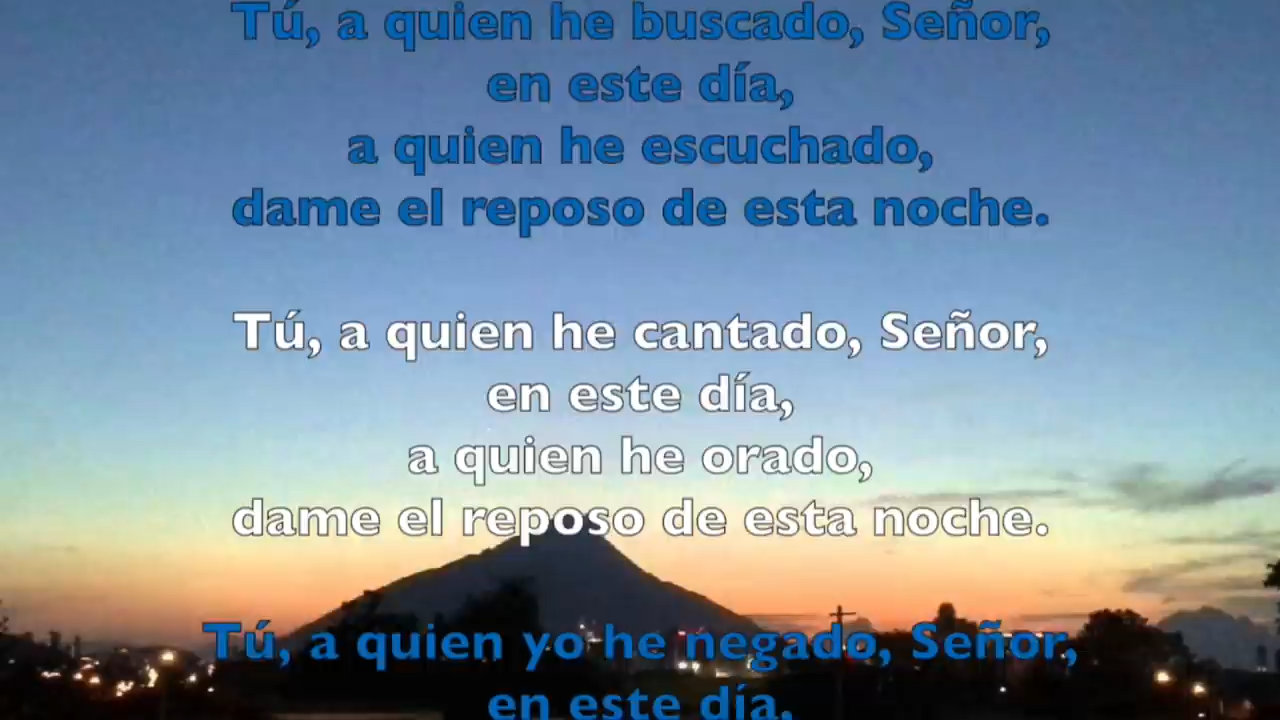 Tú, a quien he buscado, Señor,
en este día,
a quien he escuchado,
dame el reposo de esta noche.
Tú, a quien he cantado, Señor,
en este día,
a quien he orado,
dame el reposo de esta noche.
Tú, a quien yo he negado, Señor,
en este día,